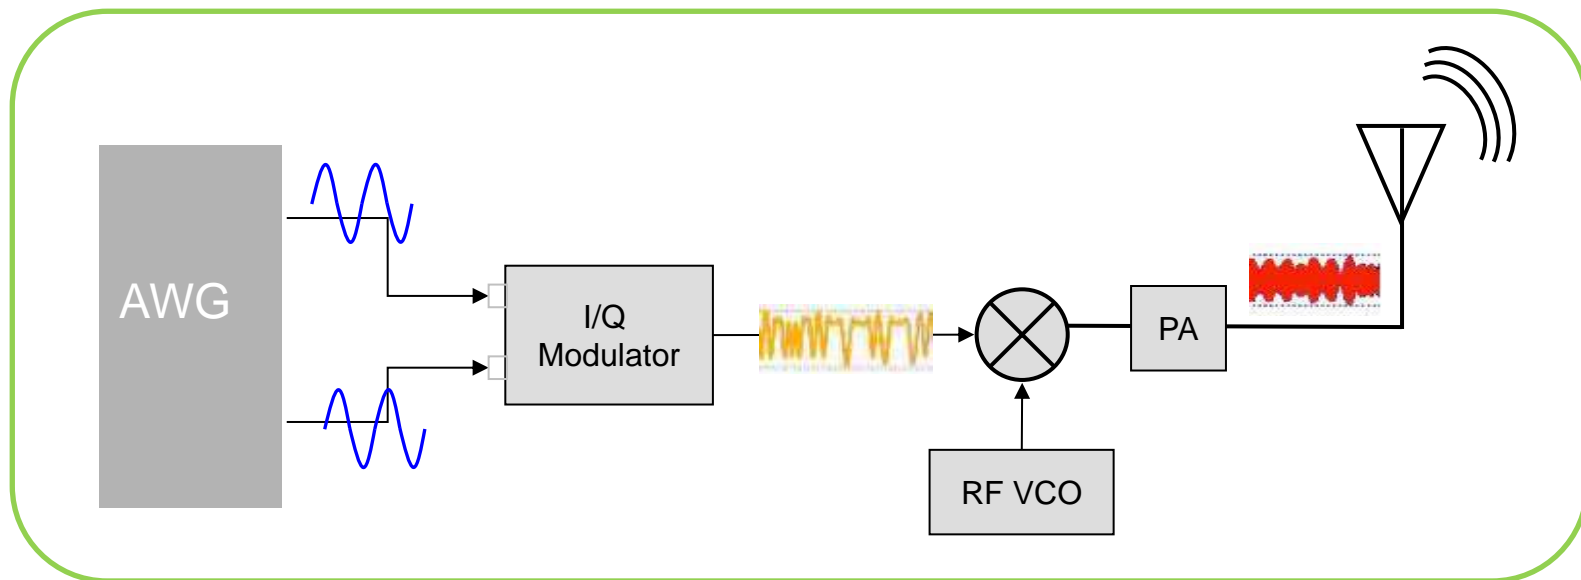 AWG
I/Q
Modulator
PA
RF VCO